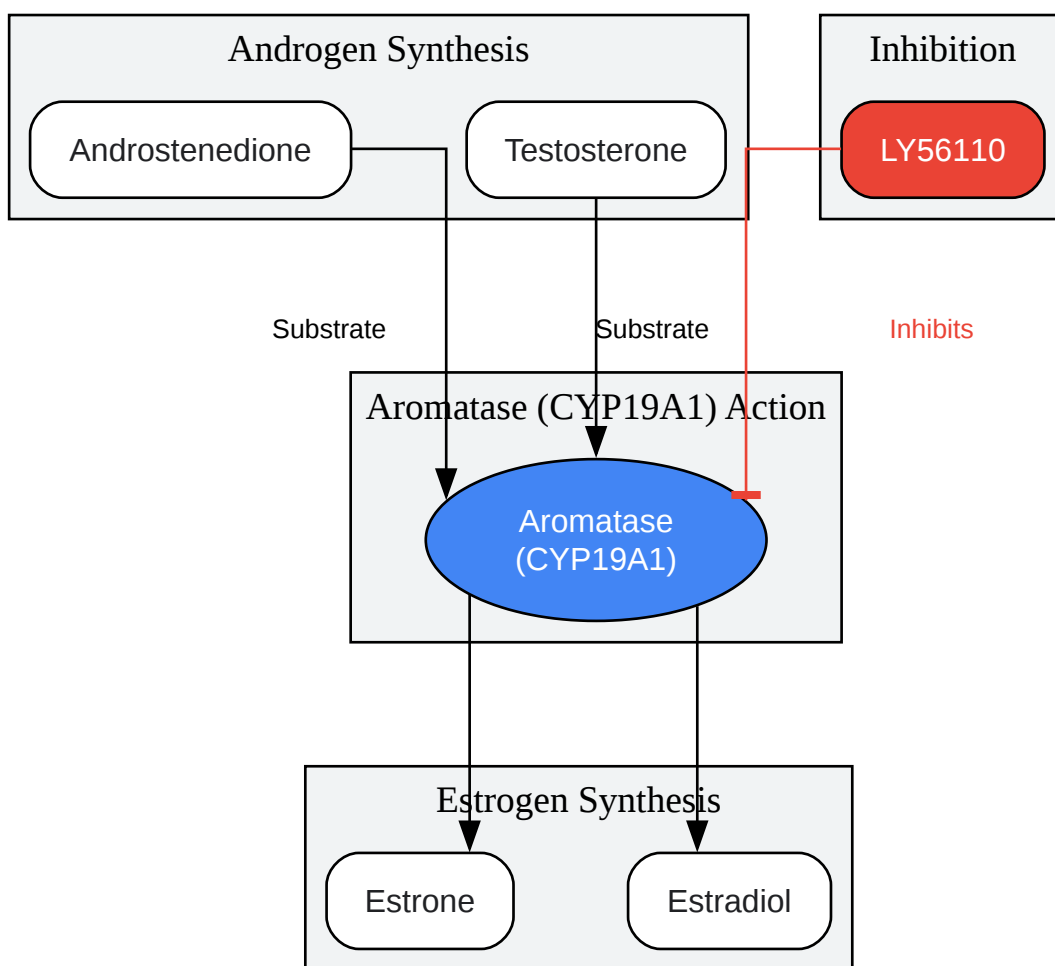 Androgen Synthesis
Inhibition
Androstenedione
Testosterone
LY56110
Substrate
Substrate
Inhibits
Aromatase (CYP19A1) Action
Aromatase
(CYP19A1)
Estrogen Synthesis
Estrone
Estradiol